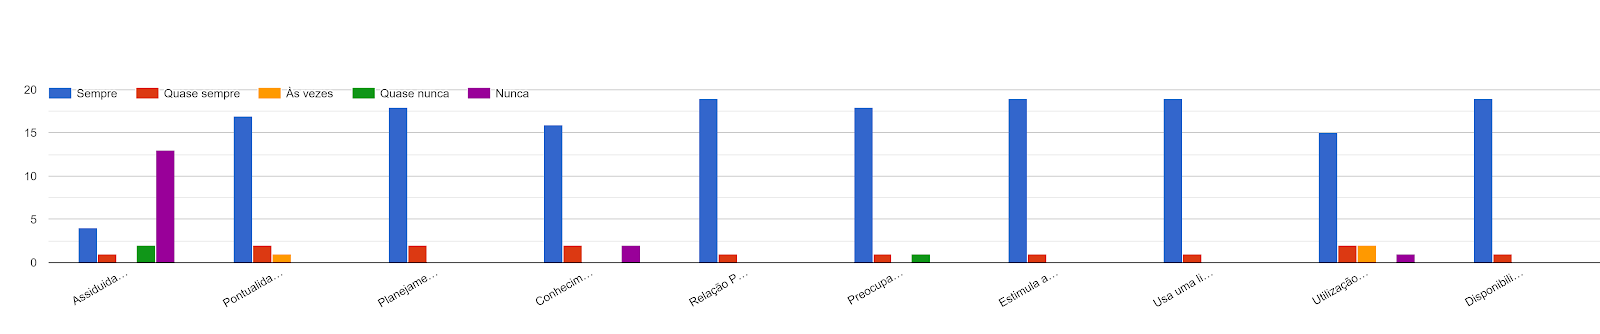 Sempre Quase sempre Às vezes Quase nunca Nunca
20
15
10
5
0
Assiduida...
Pontualida...
Planejame...
Conhecim...
Relação P...
Preocupa...
Estimula a...
Usa uma li...
Utilização...
Disponibili...